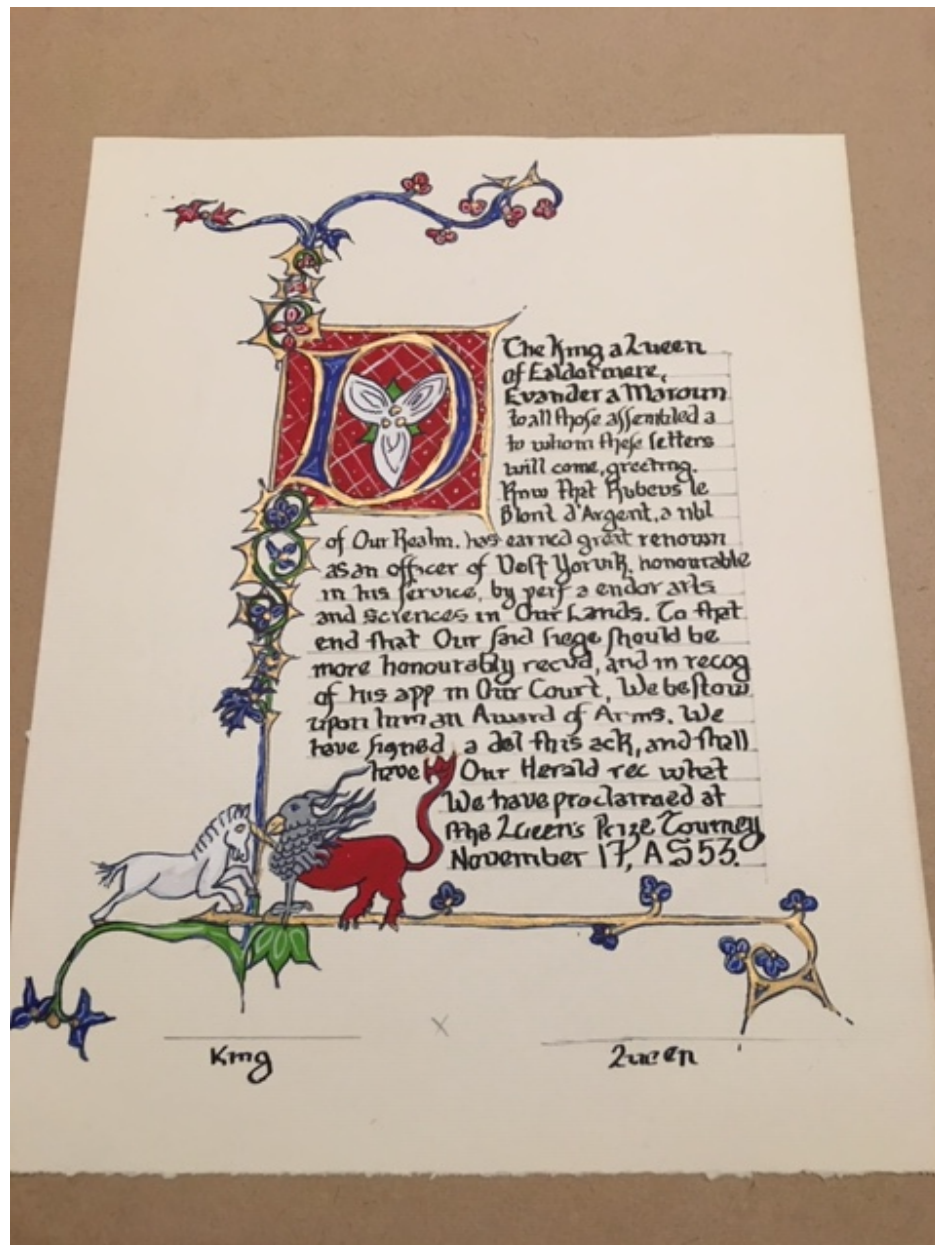 D
The King a Queen
of Ealdormere,
Evander a Maroun
to all those assembled a
to whom these letters
will come, greeting.
Know that Rubeus le
Blont d'Argent, a nbl
of Our Realm. has earned great renown
as an officer of Vest Yorvik, honourable
in his service, by perf a endor arts
and sciences in Our Lands. To that
end that Our said liege should be
more honourably recvd, and in recog
of his app in Our Court, We bestow
upon him an Award of Arms. We
have signed a del this ack, and shall
have Our Herald rec what
We have proclaimed at
the Queen's Prize Tourney
November 17, A S 53.
King
Queen